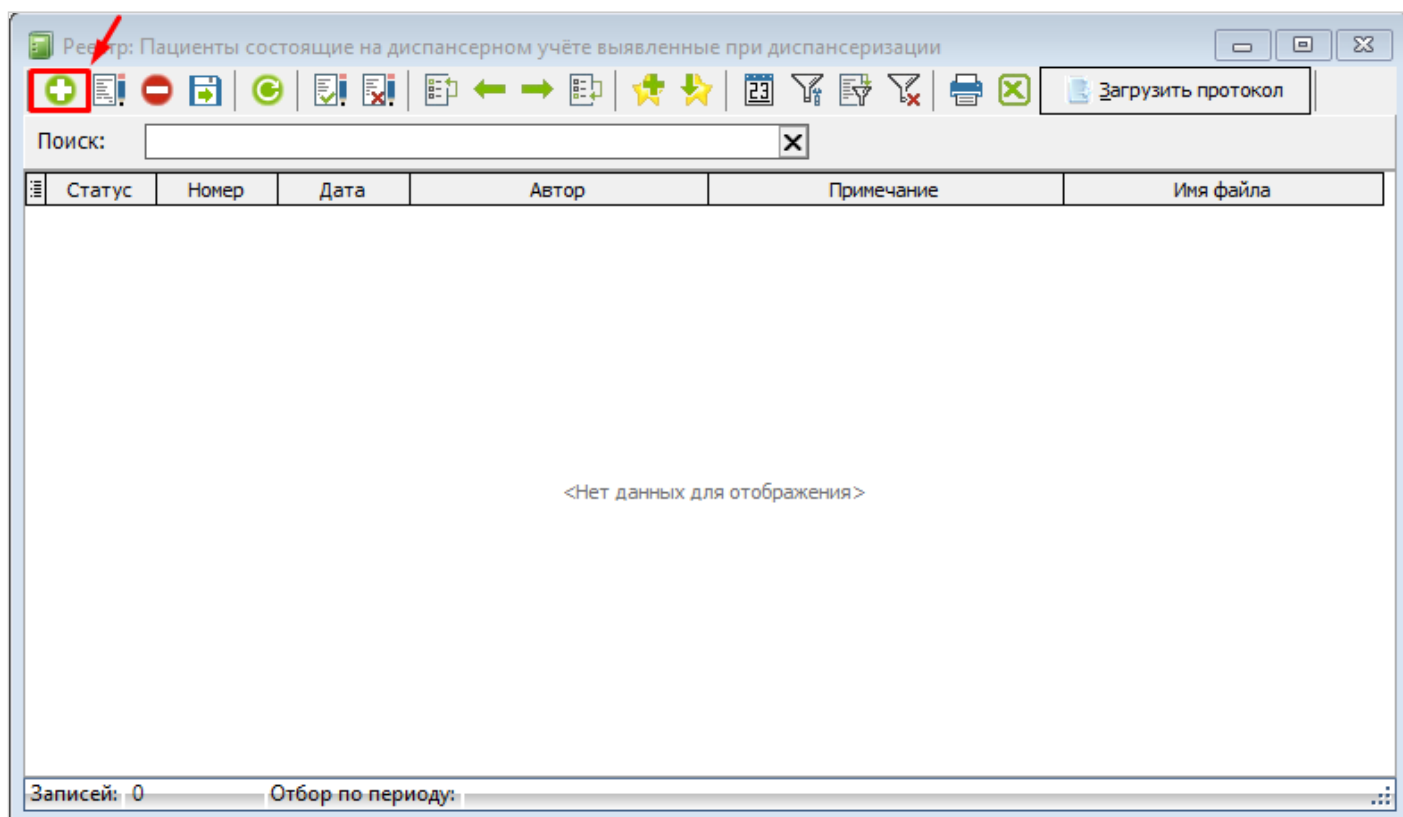 Реестр: Пациенты состоящие на диспансерном учёте выявленные при диспансеризации
23 Загрузить протокол
Поиск:
Статус Номер Дата Автор Примечание Имя файла
<Нет данных для отображения>
Записей: 0 Отбор по периоду: